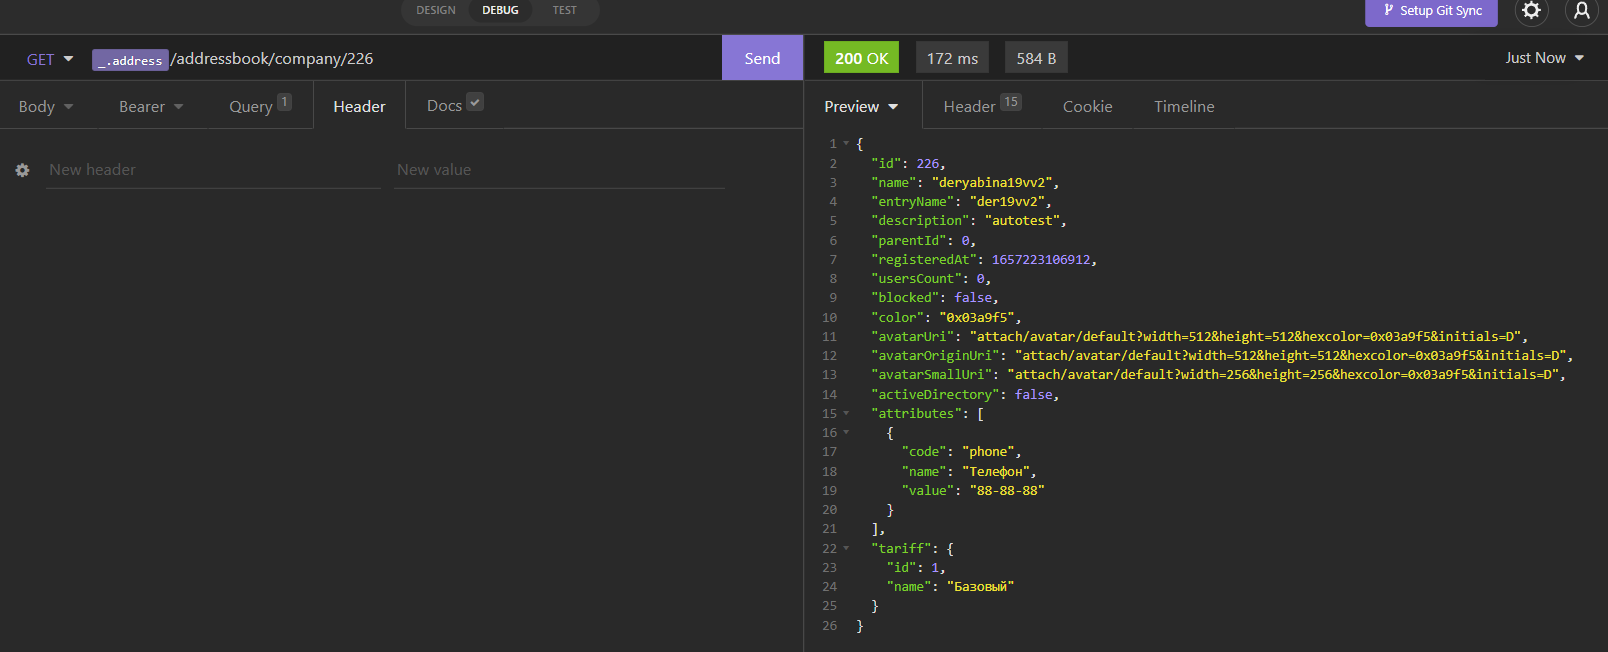 DESIGN DEBUG TEST Setup Git Sync
GET _.address/addressbook/company/226 Send 200 OK 172 ms 584 B Just Now
Body Bearer Query 1 Header Docs Preview Header 15 Cookie Timeline
New header New value
1 {
2 "id": 226,
3 "name": "deryabina19vv2",
4 "entryName": "der19vv2",
5 "description": "autotest",
6 "parentId": 0,
7 "registeredAt": 1657223106912,
8 "usersCount": 0,
9 "blocked": false,
10 "color": "0x03a9f5",
11 "avatarUri": "attach/avatar/default?width=512&height=512&hexcolor=0x03a9f5&initials=D",
12 "avatarOriginUri": "attach/avatar/default?width=512&height=512&hexcolor=0x03a9f5&initials=D",
13 "avatarSmallUri": "attach/avatar/default?width=256&height=256&hexcolor=0x03a9f5&initials=D",
14 "activeDirectory": false,
15 "attributes": [
16 {
17 "code": "phone",
18 "name": "Телефон",
19 "value": "88-88-88"
20 }
21 ],
22 "tariff": {
23 "id": 1,
24 "name": "Базовый"
25 }
26 }